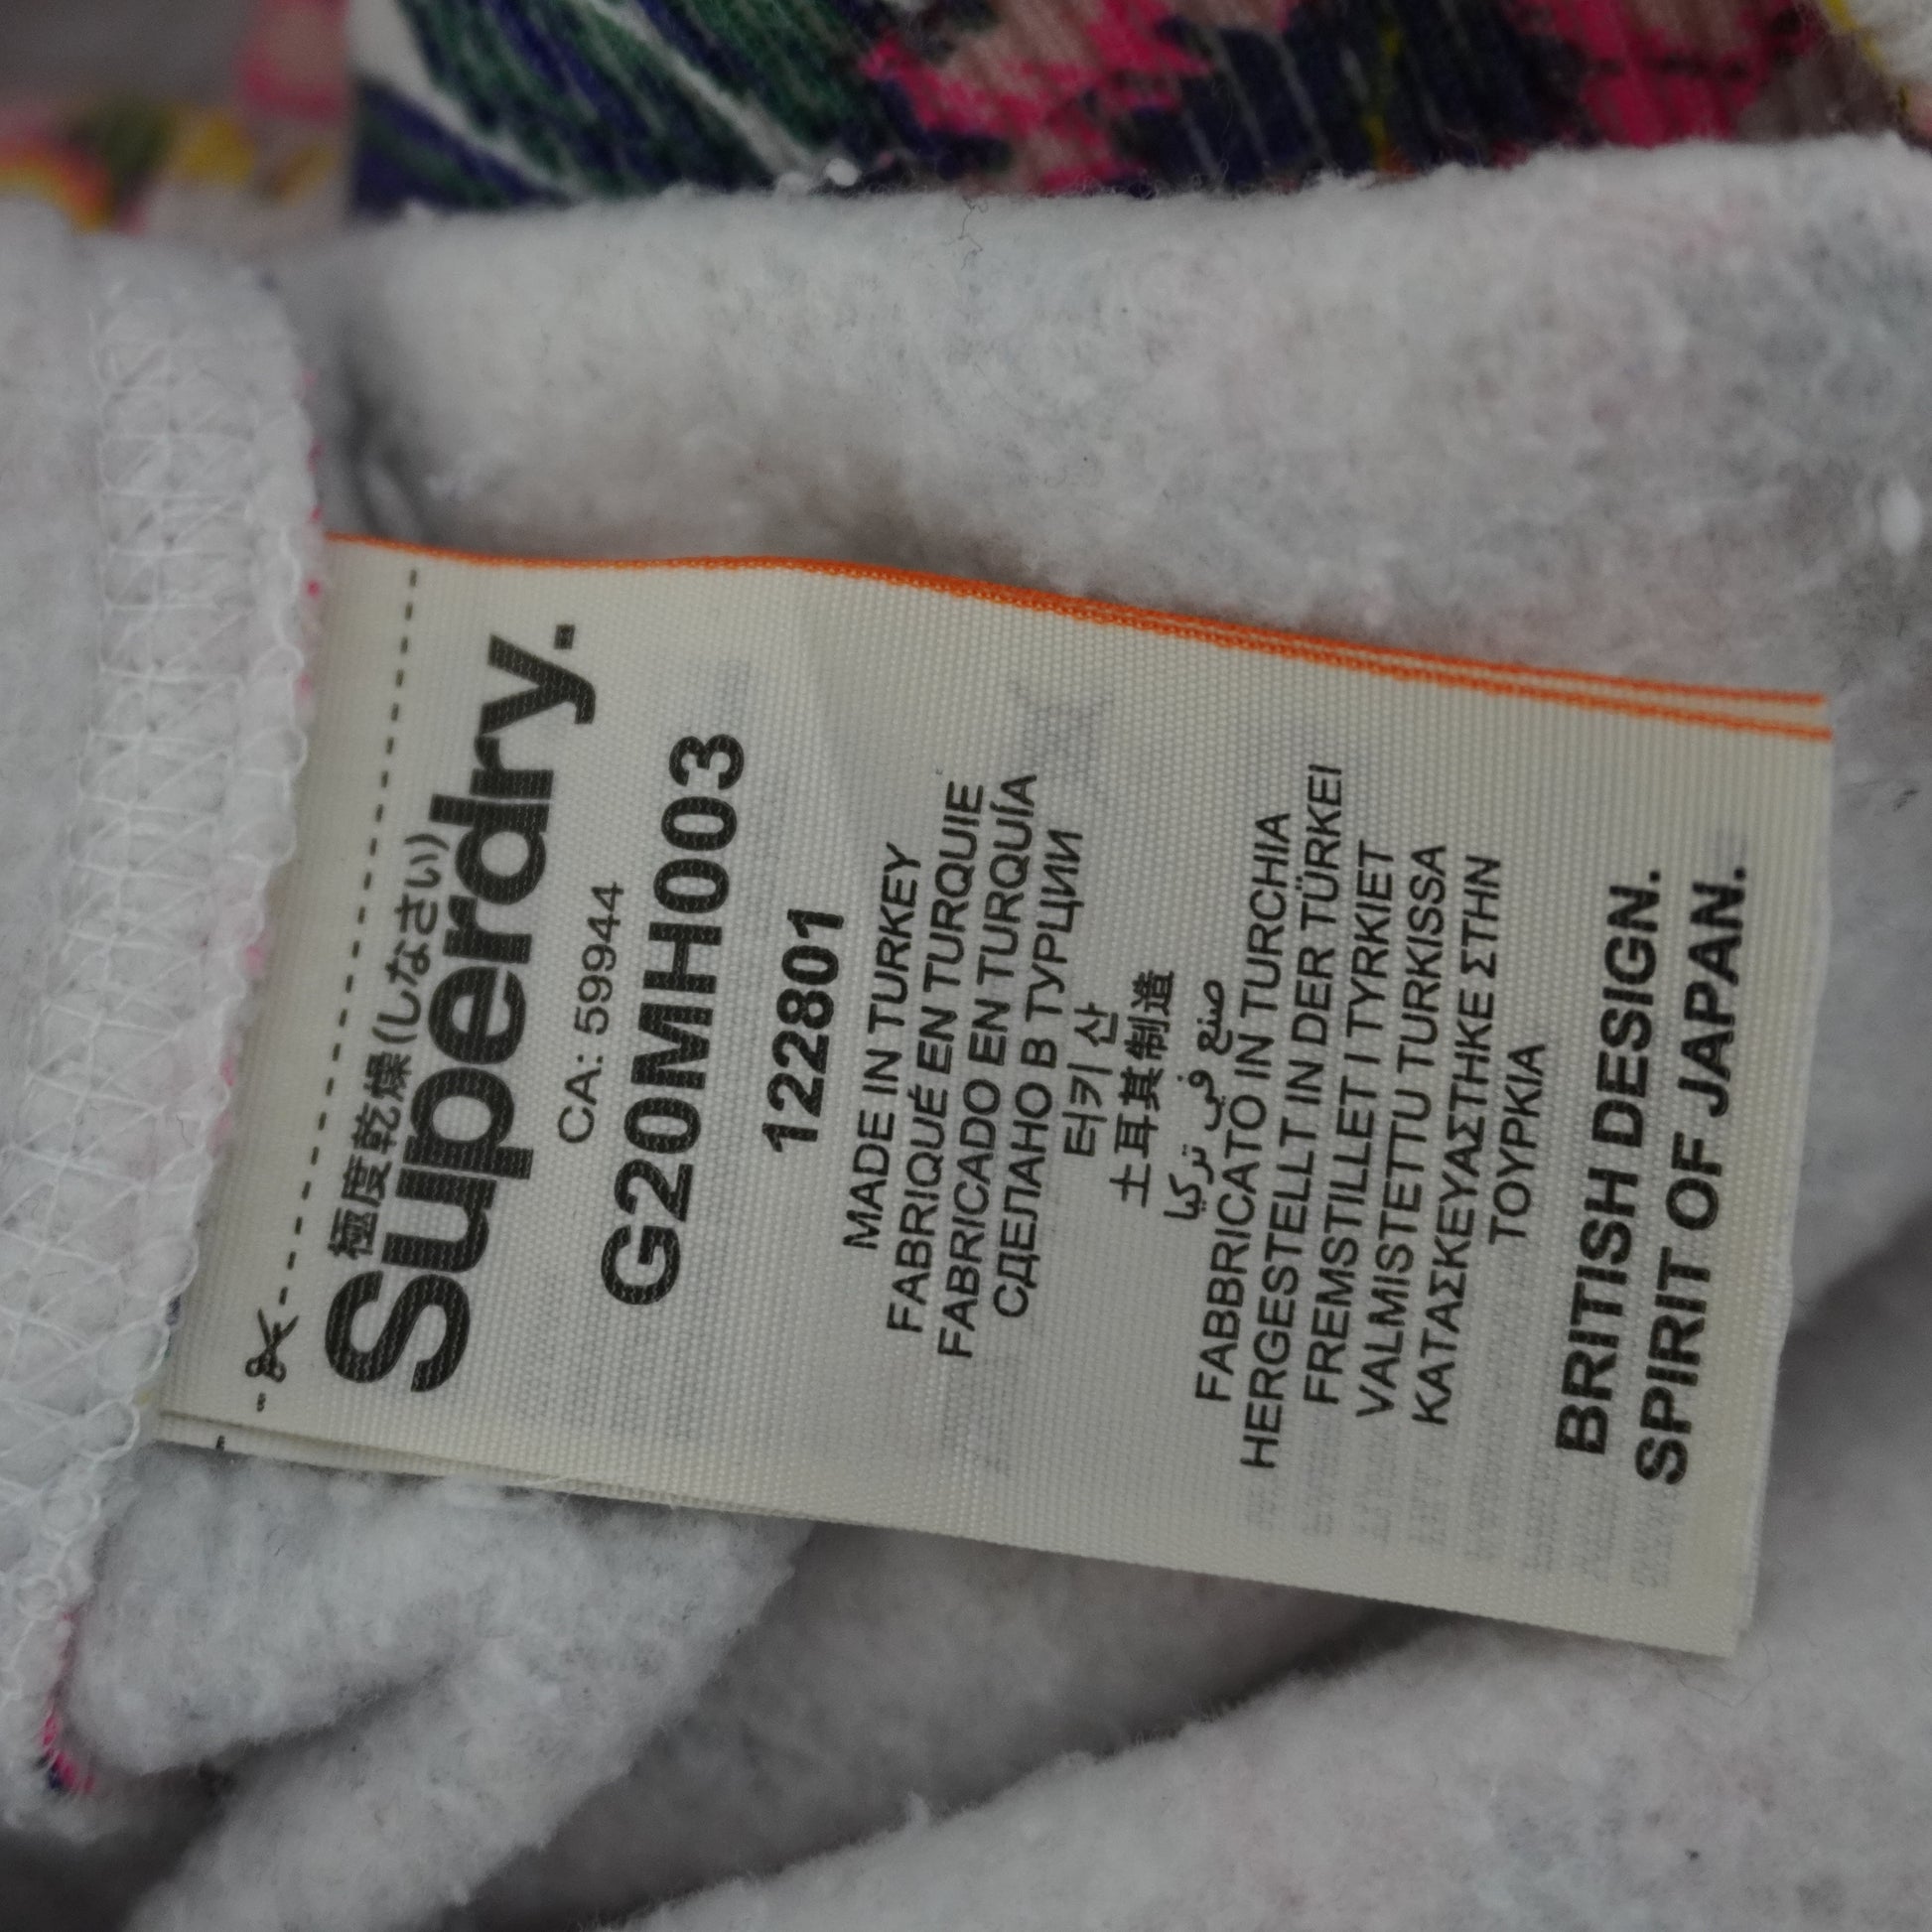 極度乾燥(しなさい)
Superdry.
CA: 59944
G20MH003
122801
MADE IN TURKEY
FABRIQUÉ EN TURQUIE
FABRICADO EN TURQUÍA
СДЕЛАНО В ТУРЦИИ
터키 산
土耳其制造
صنع في تركيا
FABBRICATO IN TURCHIA
HERGESTELLT IN DER TÜRKEI
FREMSTILLET I TYRKIET
VALMISTETTU TURKISSA
ΚΑΤΑΣΚΕΥΑΣΤΗΚΕ ΣΤΗΝ
ΤΟΥΡΚΙΑ
BRITISH DESIGN.
SPIRIT OF JAPAN.